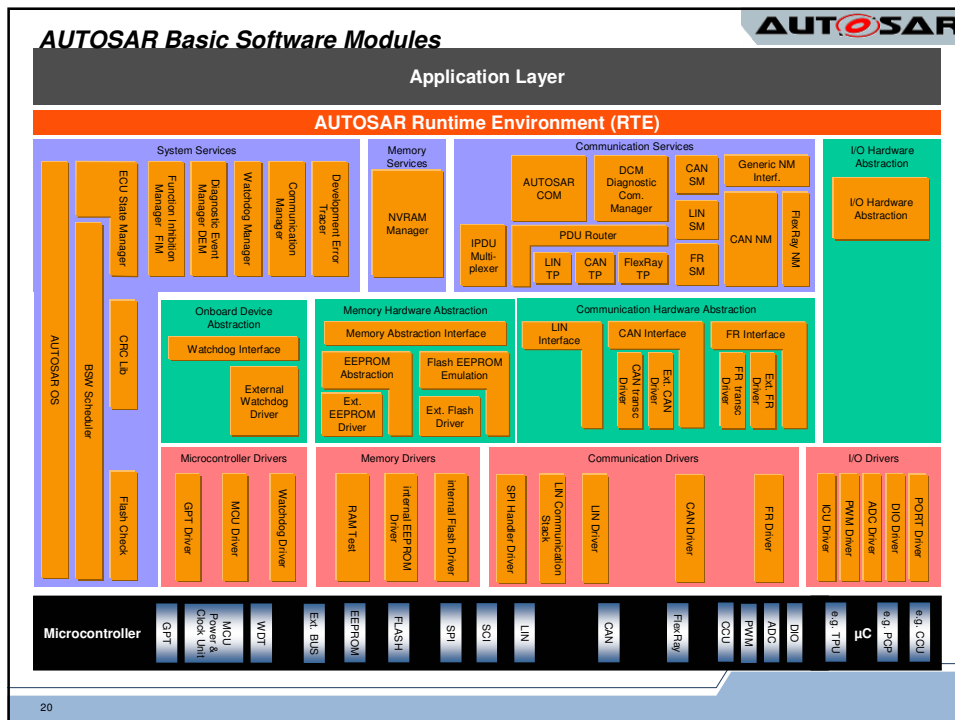 AUTOSAR Basic Software Modules
AUTOSAR
Application Layer
AUTOSAR Runtime Environment (RTE)
System Services
AUTOSAR OS
BSW Scheduler
ECU State Manager
Function Inhibition
Manager FIM
Diagnostic Event
Manager DEM
Watchdog Manager
Communication
Manager
Development Error
Tracer
CRC Lib
Flash Check
Memory
Services
NVRAM
Manager
Communication Services
AUTOSAR
COM
DCM
Diagnostic
Com.
Manager
CAN
SM
Generic NM
Interf.
LIN
SM
CAN NM
FlexRay NM
IPDU
Multi-
plexer
PDU Router
LIN
TP
CAN
TP
FlexRay
TP
FR
SM
I/O Hardware
Abstraction
I/O Hardware
Abstraction
Onboard Device
Abstraction
Watchdog Interface
External
Watchdog
Driver
Memory Hardware Abstraction
Memory Abstraction Interface
EEPROM
Abstraction
Flash EEPROM
Emulation
Ext.
EEPROM
Driver
Ext. Flash
Driver
Communication Hardware Abstraction
LIN
Interface
CAN Interface
FR Interface
CAN transc
Driver
Ext. CAN
Driver
FR transc
Driver
Ext. FR
Driver
Microcontroller Drivers
GPT Driver
MCU Driver
Watchdog Driver
Memory Drivers
RAM Test
internal EEPROM
Driver
internal Flash Driver
Communication Drivers
SPI Handler Driver
LIN Communication
Stack
LIN Driver
CAN Driver
FR Driver
I/O Drivers
ICU Driver
PWM Driver
ADC Driver
DIO Driver
PORT Driver
Microcontroller
GPT
MCU
Power &
Clock Unit
WDT
Ext. BUS
EEPROM
FLASH
SPI
SCI
LIN
CAN
FlexRay
CCU
PWM
ADC
DIO
e.g. TPU
µC
e.g. PCP
e.g. CCU
20